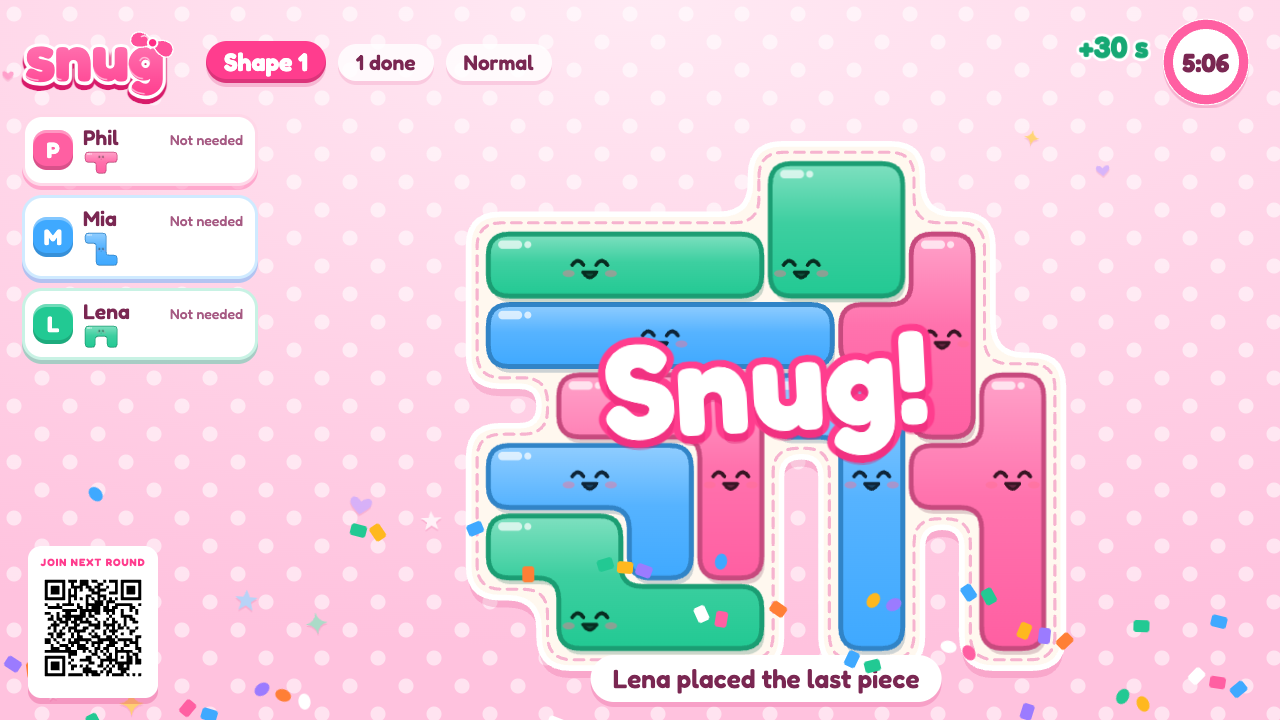 snug
Shape 1
1 done
Normal
+30 s
5:06
P
Phil
Not needed
M
Mia
Not needed
L
Lena
Not needed
Snug!
JOIN NEXT ROUND
Lena placed the last piece